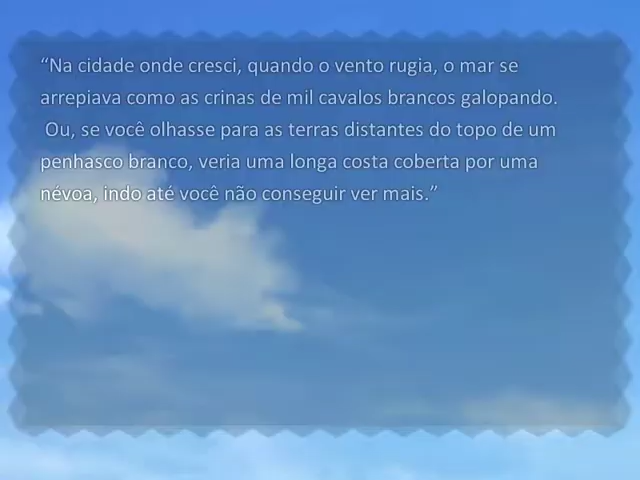 “Na cidade onde cresci, quando o vento rugia, o mar se
arrepiava como as crinas de mil cavalos brancos galopando.
Ou, se você olhasse para as terras distantes do topo de um
penhasco branco, veria uma longa costa coberta por uma
névoa, indo até você não conseguir ver mais.”